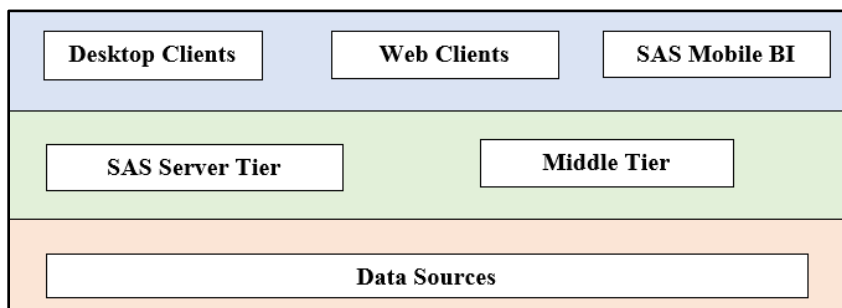 Desktop Clients
Web Clients
SAS Mobile BI
SAS Server Tier
Middle Tier
Data Sources